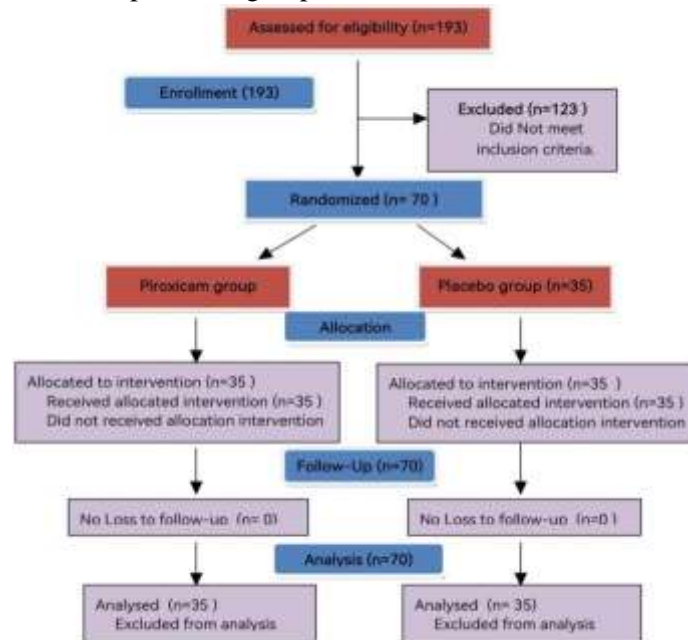 Assessed for eligibility (n=193)
Enrollment (193)
Excluded (n=123 )
Did Not meet
inclusion criteria.
Randomized (n= 70 )
Piroxicam group
Placebo group (n=35)
Allocation
Allocated to intervention (n=35 )
Received allocated intervention (n=35 )
Did not received allocation intervention
Allocated to intervention (n=35 )
Received allocated intervention (n=35 )
Did not received allocation intervention
Follow-Up (n=70)
No Loss to follow-up (n= 0)
No Loss to follow-up (n=0 )
Analysis (n=70)
Analysed (n=35 )
Excluded from analysis
Analysed (n= 35)
Excluded from analysis